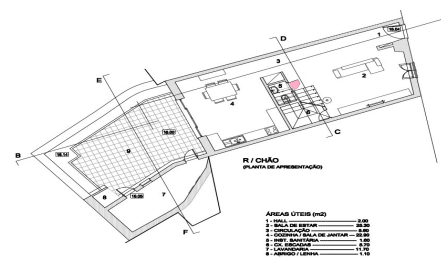 D
1
E
3
2
4
5
6
9
B
C
7
8
F
R / CHÃO
(PLANTA DE APRESENTAÇÃO)
ÁREAS ÚTEIS (m2)
1 - HALL 2.00
2 - SALA DE ESTAR
3 - CIRCULAÇÃO
4 - COZINHA / SALA DE JANTAR 22.90
5 - INST. SANITÁRIA 1.60
6 - CX. ESCADAS
7 - LAVANDARIA 11.70
8 - ABRIGO / LENHA 1.10